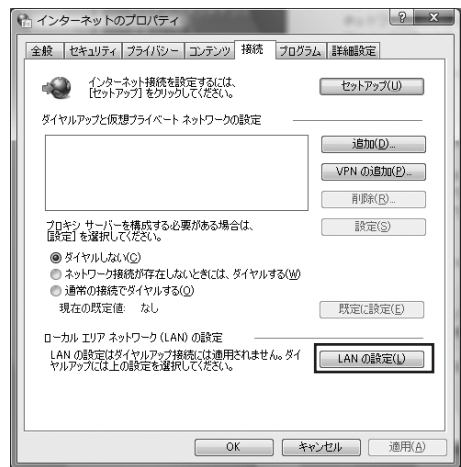 インターネットのプロパティ
全般 セキュリティ プライバシー コンテンツ 接続 プログラム 詳細設定
インターネット接続を設定するには、
[セットアップ] をクリックしてください。
セットアップ(U)
ダイヤルアップと仮想プライベート ネットワークの設定
追加(D)...
VPN の追加(P)...
削除(R)...
プロキシ サーバーを構成する必要がある場合は、
[設定] を選択してください。
設定(S)
ダイヤルしない(C)
ネットワーク接続が存在しないときには、ダイヤルする(W)
通常の接続でダイヤルする(O)
現在の既定値: なし
既定に設定(E)
ローカル エリア ネットワーク (LAN) の設定
LAN の設定はダイヤルアップ接続には適用されません。ダイ
ヤルアップには上の設定を選択してください。
LAN の設定(L)
OK キャンセル 適用(A)